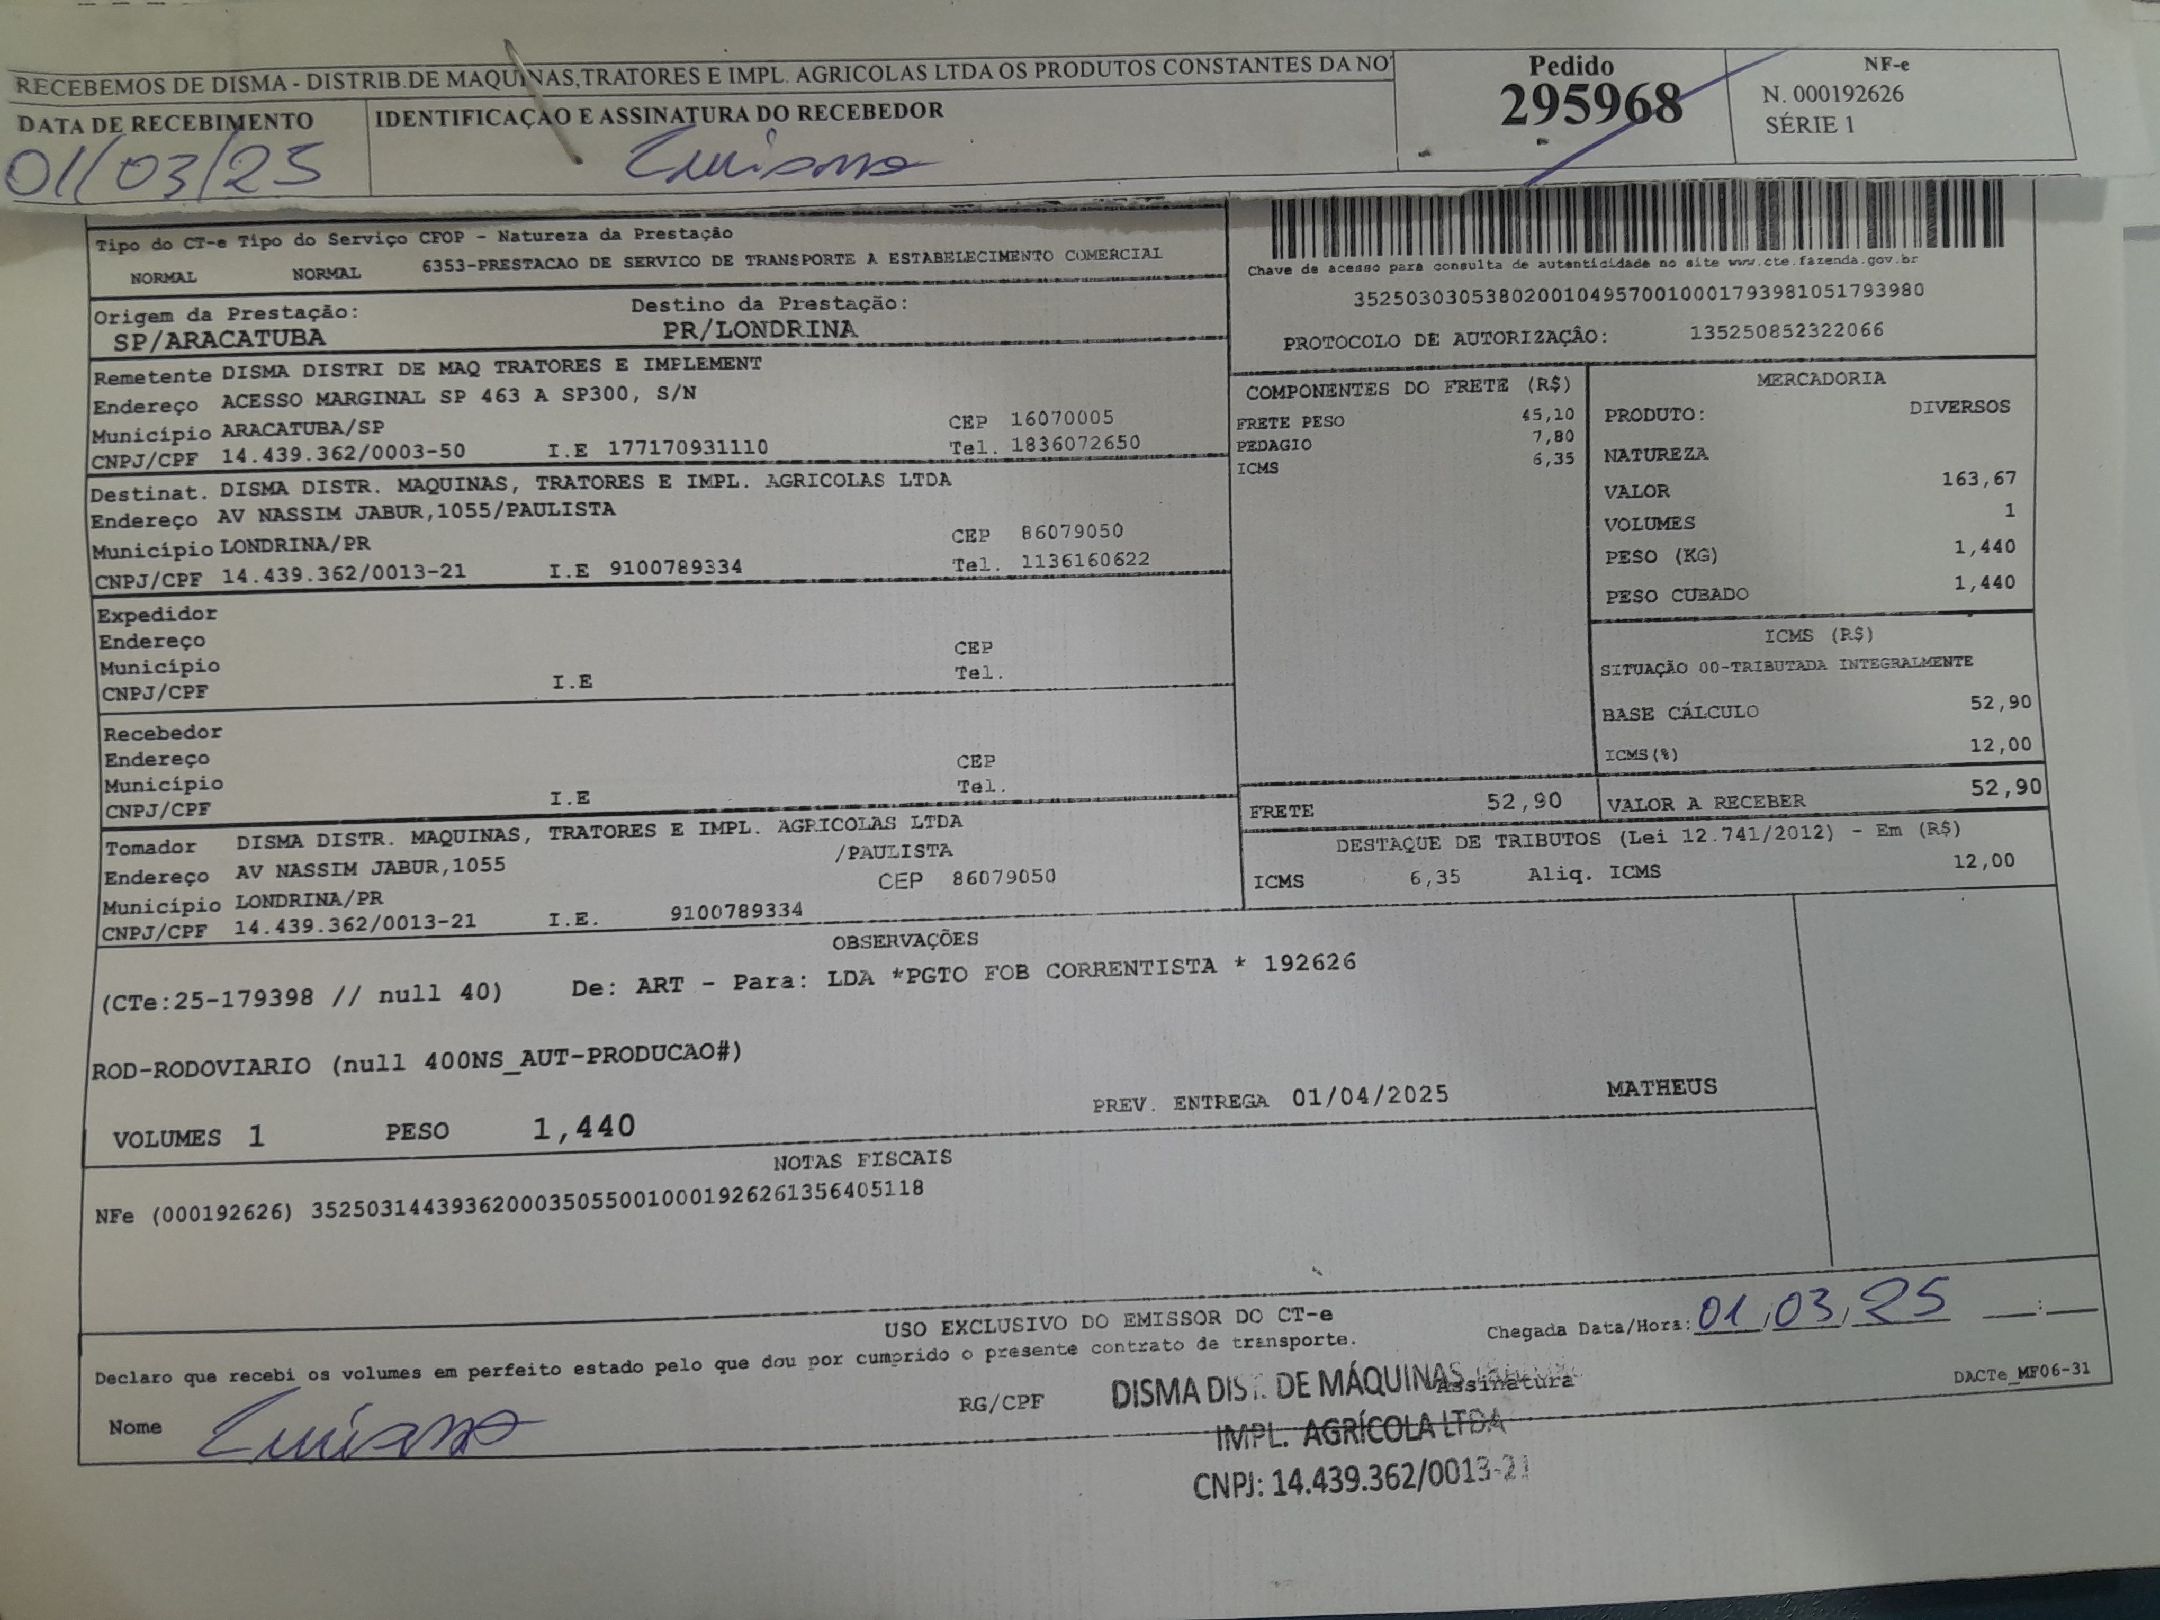 RECEBEMOS DE DISMA - DISTRIB.DE MAQUINAS,TRATORES E IMPL. AGRICOLAS LTDA OS PRODUTOS CONSTANTES DA NO
DATA DE RECEBIMENTO
01/03/25
IDENTIFICAÇÃO E ASSINATURA DO RECEBEDOR
Pedido
295968
NF-e
N. 000192626
SÉRIE 1
Tipo do CT-e Tipo do Serviço CFOP - Natureza da Prestação
NORMAL NORMAL 6353-PRESTACAO DE SERVICO DE TRANSPORTE A ESTABELECIMENTO COMERCIAL
Origem da Prestação: Destino da Prestação:
SP/ARACATUBA PR/LONDRINA
Remetente DISMA DISTRI DE MAQ TRATORES E IMPLEMENT
Endereço ACESSO MARGINAL SP 463 A SP300, S/N
Município ARACATUBA/SP CEP 16070005
CNPJ/CPF 14.439.362/0003-50 I.E 177170931110 Tel. 1836072650
Destinat. DISMA DISTR. MAQUINAS, TRATORES E IMPL. AGRICOLAS LTDA
Endereço AV NASSIM JABUR,1055/PAULISTA
Município LONDRINA/PR CEP 86079050
CNPJ/CPF 14.439.362/0013-21 I.E 9100789334 Tel. 1136160622
Expedidor
Endereço
Município CEP
CNPJ/CPF I.E Tel.
Recebedor
Endereço
Município CEP
CNPJ/CPF I.E Tel.
Tomador DISMA DISTR. MAQUINAS, TRATORES E IMPL. AGRICOLAS LTDA
Endereço AV NASSIM JABUR,1055 /PAULISTA
Município LONDRINA/PR CEP 86079050
CNPJ/CPF 14.439.362/0013-21 I.E. 9100789334
Chave de acesso para consulta de autenticidade no site www.cte.fazenda.gov.br
35250303053802001049570010001793981051793980
PROTOCOLO DE AUTORIZAÇÃO: 135250852322066
COMPONENTES DO FRETE (R$)
FRETE PESO 45,10
PEDAGIO 7,80
ICMS 6,35
MERCADORIA
PRODUTO: DIVERSOS
NATUREZA
VALOR 163,67
VOLUMES 1
PESO (KG) 1,440
PESO CUBADO 1,440
ICMS (R$)
SITUAÇÃO 00-TRIBUTADA INTEGRALMENTE
BASE CÁLCULO 52,90
ICMS(%) 12,00
FRETE 52,90 VALOR A RECEBER 52,90
DESTAQUE DE TRIBUTOS (Lei 12.741/2012) - Em (R$)
ICMS 6,35 Aliq. ICMS 12,00
OBSERVAÇÕES
(CTe:25-179398 // null 40) De: ART - Para: LDA *PGTO FOB CORRENTISTA * 192626
ROD-RODOVIARIO (null 400NS_AUT-PRODUCAO#)
VOLUMES 1 PESO 1,440 PREV. ENTREGA 01/04/2025 MATHEUS
NOTAS FISCAIS
NFe (000192626) 35250314439362000350550010001926261356405118
USO EXCLUSIVO DO EMISSOR DO CT-e
Declaro que recebi os volumes em perfeito estado pelo que dou por cumprido o presente contrato de transporte.
Chegada Data/Hora: 01/03/25 __:__
Nome RG/CPF Assinatura DACTe_MF06-31
DISMA DIST. DE MÁQUINAS
IMPL. AGRÍCOLA LTDA
CNPJ: 14.439.362/0013-21